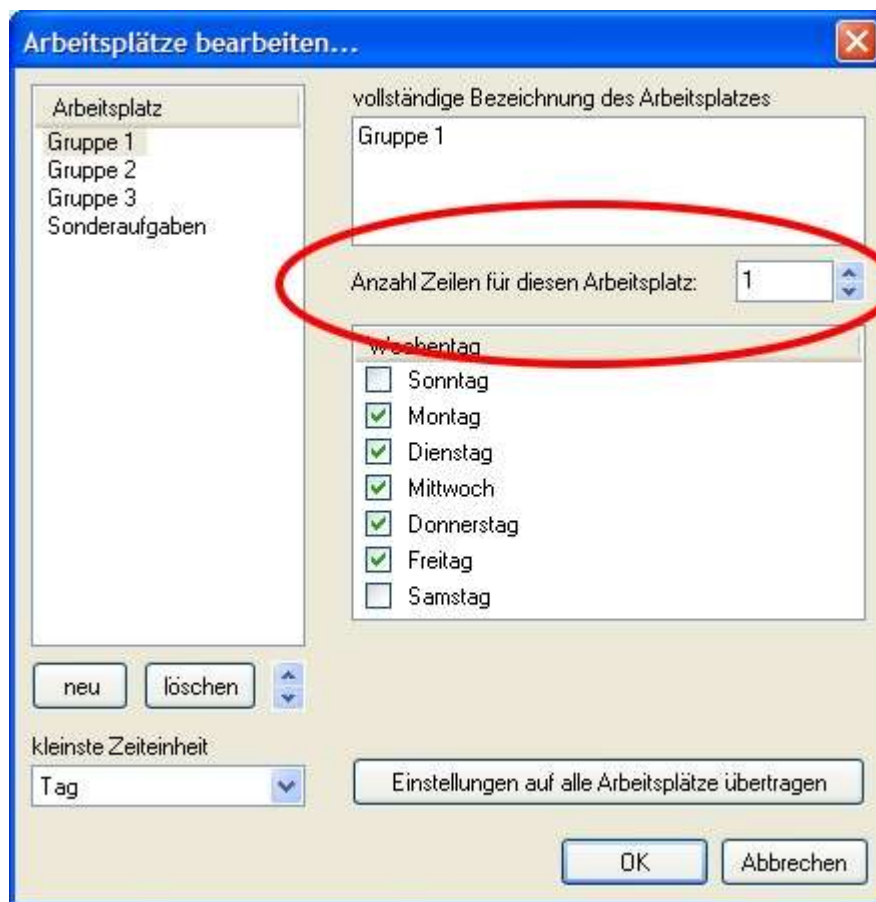 Arbeitsplätze bearbeiten...
Arbeitsplatz
Gruppe 1
Gruppe 2
Gruppe 3
Sonderaufgaben
neu
löschen
kleinste Zeiteinheit
Tag
vollständige Bezeichnung des Arbeitsplatzes
Gruppe 1
Anzahl Zeilen für diesen Arbeitsplatz:
1
Wochentag
Sonntag
Montag
Dienstag
Mittwoch
Donnerstag
Freitag
Samstag
Einstellungen auf alle Arbeitsplätze übertragen
OK
Abbrechen